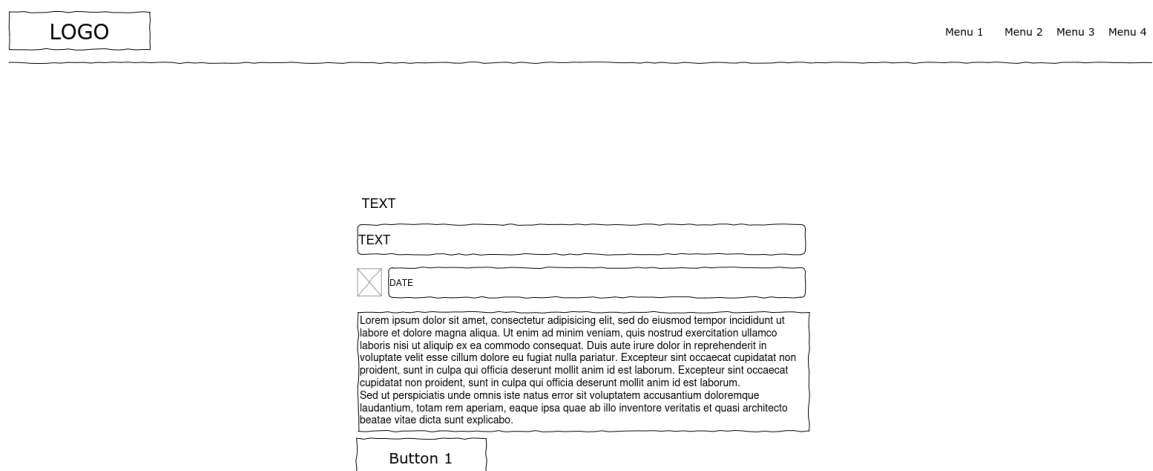 LOGO
Menu 1 Menu 2 Menu 3 Menu 4
TEXT
TEXT
DATE
Lorem ipsum dolor sit amet, consectetur adipisicing elit, sed do eiusmod tempor incididunt ut
labore et dolore magna aliqua. Ut enim ad minim veniam, quis nostrud exercitation ullamco
laboris nisi ut aliquip ex ea commodo consequat. Duis aute irure dolor in reprehenderit in
voluptate velit esse cillum dolore eu fugiat nulla pariatur. Excepteur sint occaecat cupidatat non
proident, sunt in culpa qui officia deserunt mollit anim id est laborum. Excepteur sint occaecat
cupidatat non proident, sunt in culpa qui officia deserunt mollit anim id est laborum.
Sed ut perspiciatis unde omnis iste natus error sit voluptatem accusantium doloremque
laudantium, totam rem aperiam, eaque ipsa quae ab illo inventore veritatis et quasi architecto
beatae vitae dicta sunt explicabo.
Button 1